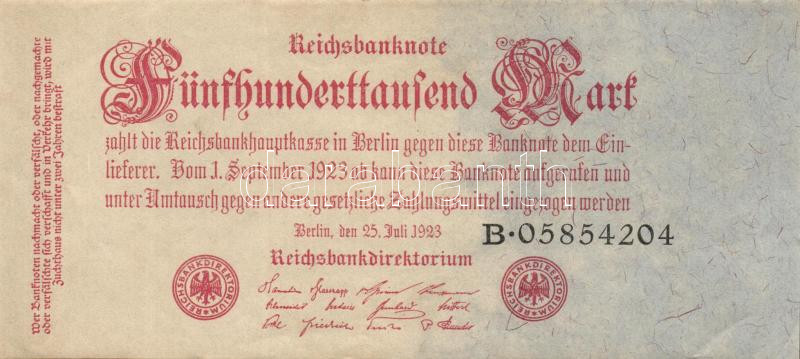 Reichsbanknote
Fünfhunderttausend Mark
zahlt die Reichsbankhauptkasse in Berlin gegen diese Banknote dem Ein-
lieferer. Vom 1. September 1923 ab kann diese Banknote aufgerufen und
unter Umtausch gegen andere gesetzliche Zahlungsmittel eingezogen werden
Berlin, den 25. Juli 1923
B·05854204
Reichsbankdirektorium
REICHSBANKDIREKTORIUM
REICHSBANKDIREKTORIUM
Wer Banknoten nachmacht oder verfälscht, oder nachgemachte
oder verfälschte sich verschafft und in Verkehr bringt, wird mit
Zuchthaus nicht unter zwei Jahren bestraft
darabanth